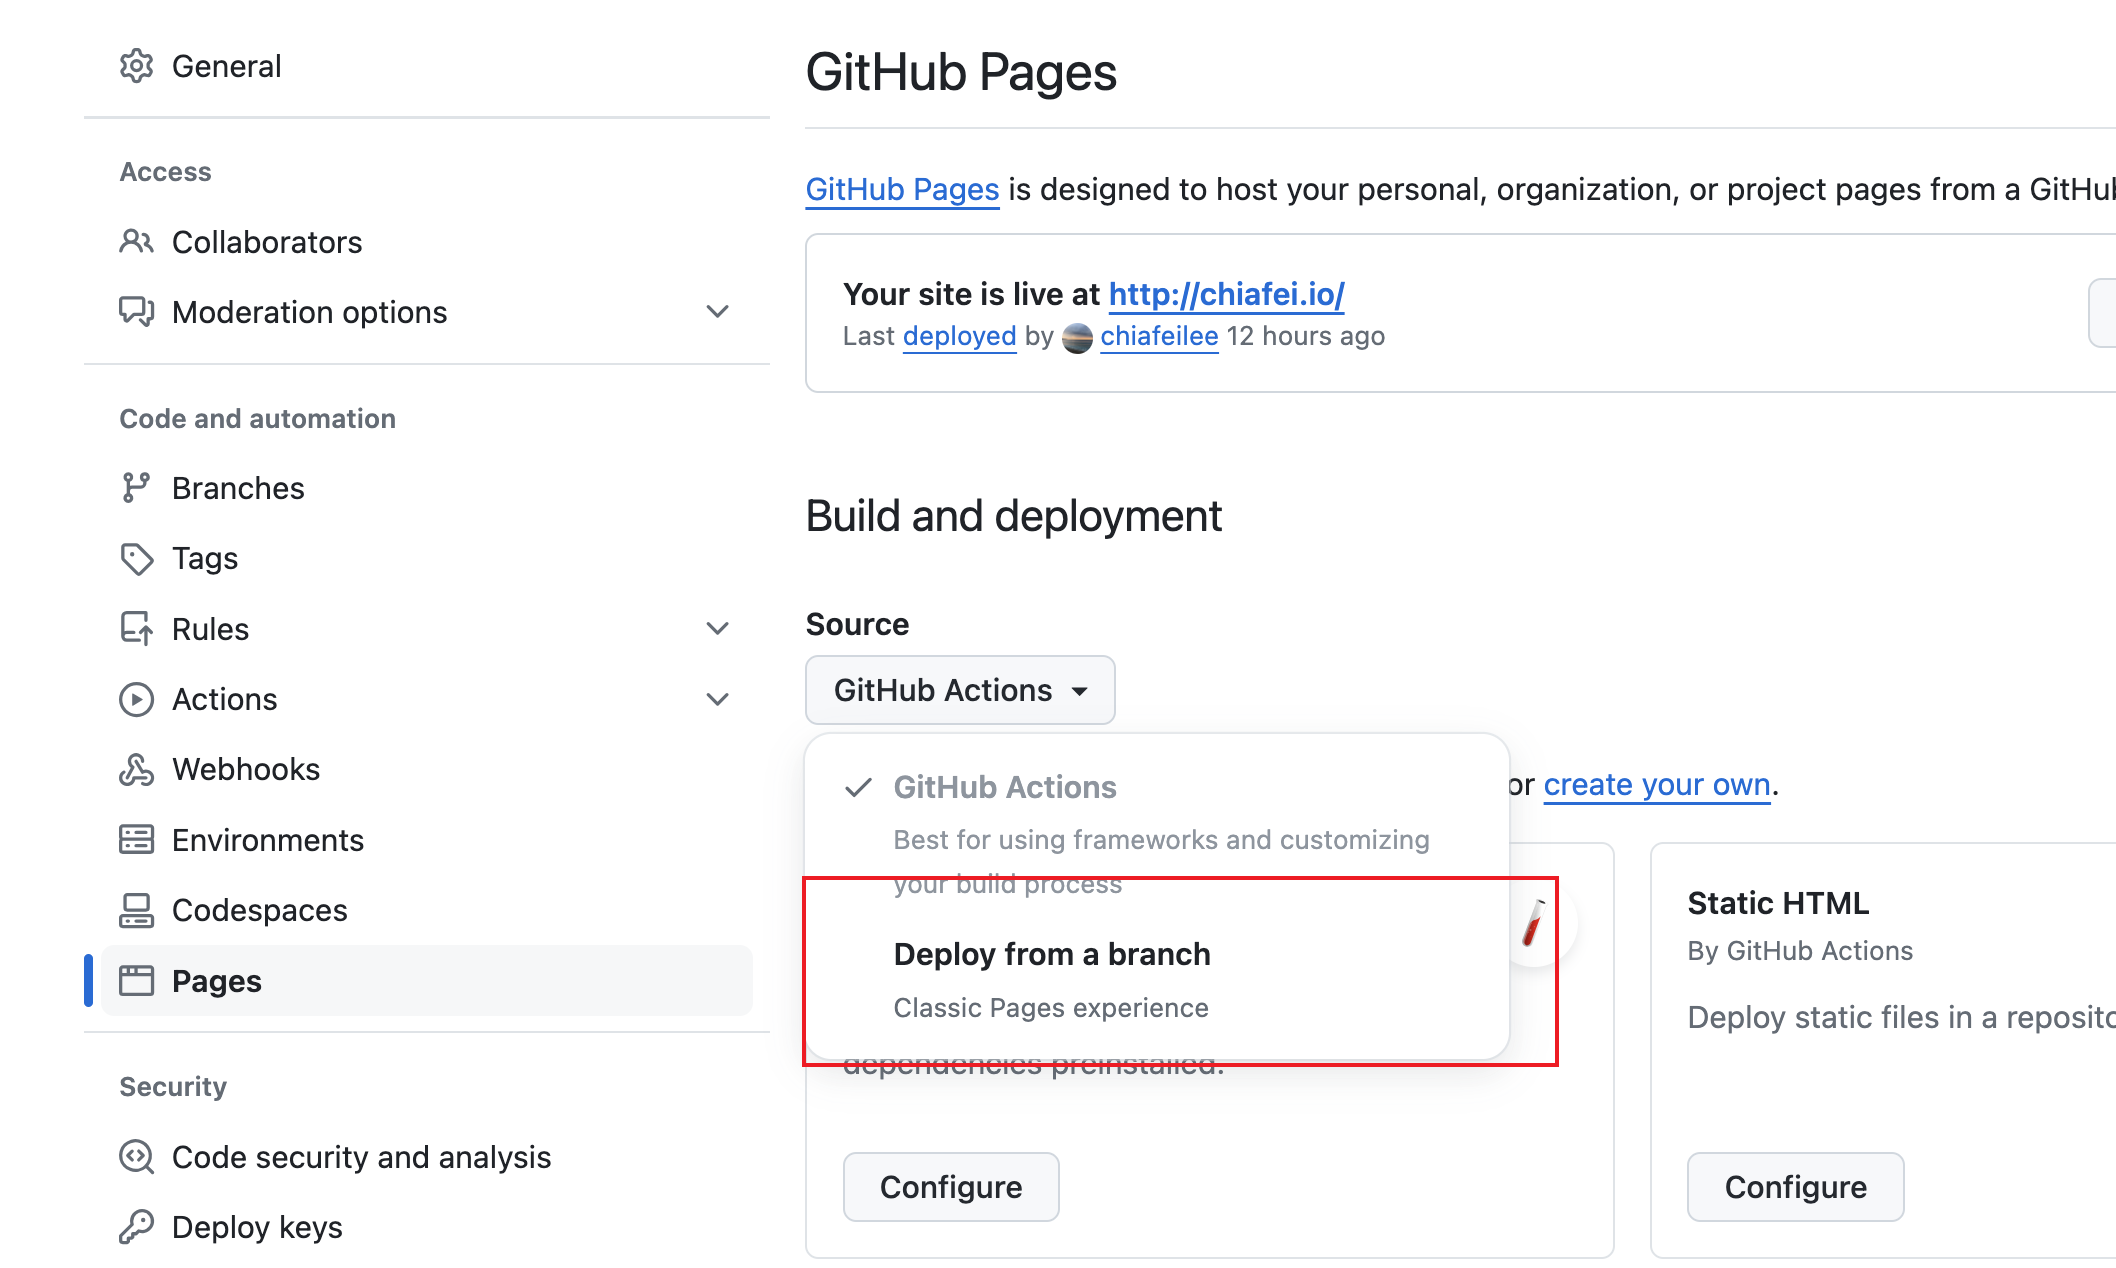 General
Access
Collaborators
Moderation options
Code and automation
Branches
Tags
Rules
Actions
Webhooks
Environments
Codespaces
Pages
Security
Code security and analysis
Deploy keys
GitHub Pages
GitHub Pages is designed to host your personal, organization, or project pages from a GitHub
Your site is live at http://chiafei.io/
Last deployed by chiafeilee 12 hours ago
Build and deployment
Source
GitHub Actions
GitHub Actions
Best for using frameworks and customizing
your build process
Deploy from a branch
Classic Pages experience
or create your own.
dependencies preinstalled.
Configure
Static HTML
By GitHub Actions
Deploy static files in a
Configure